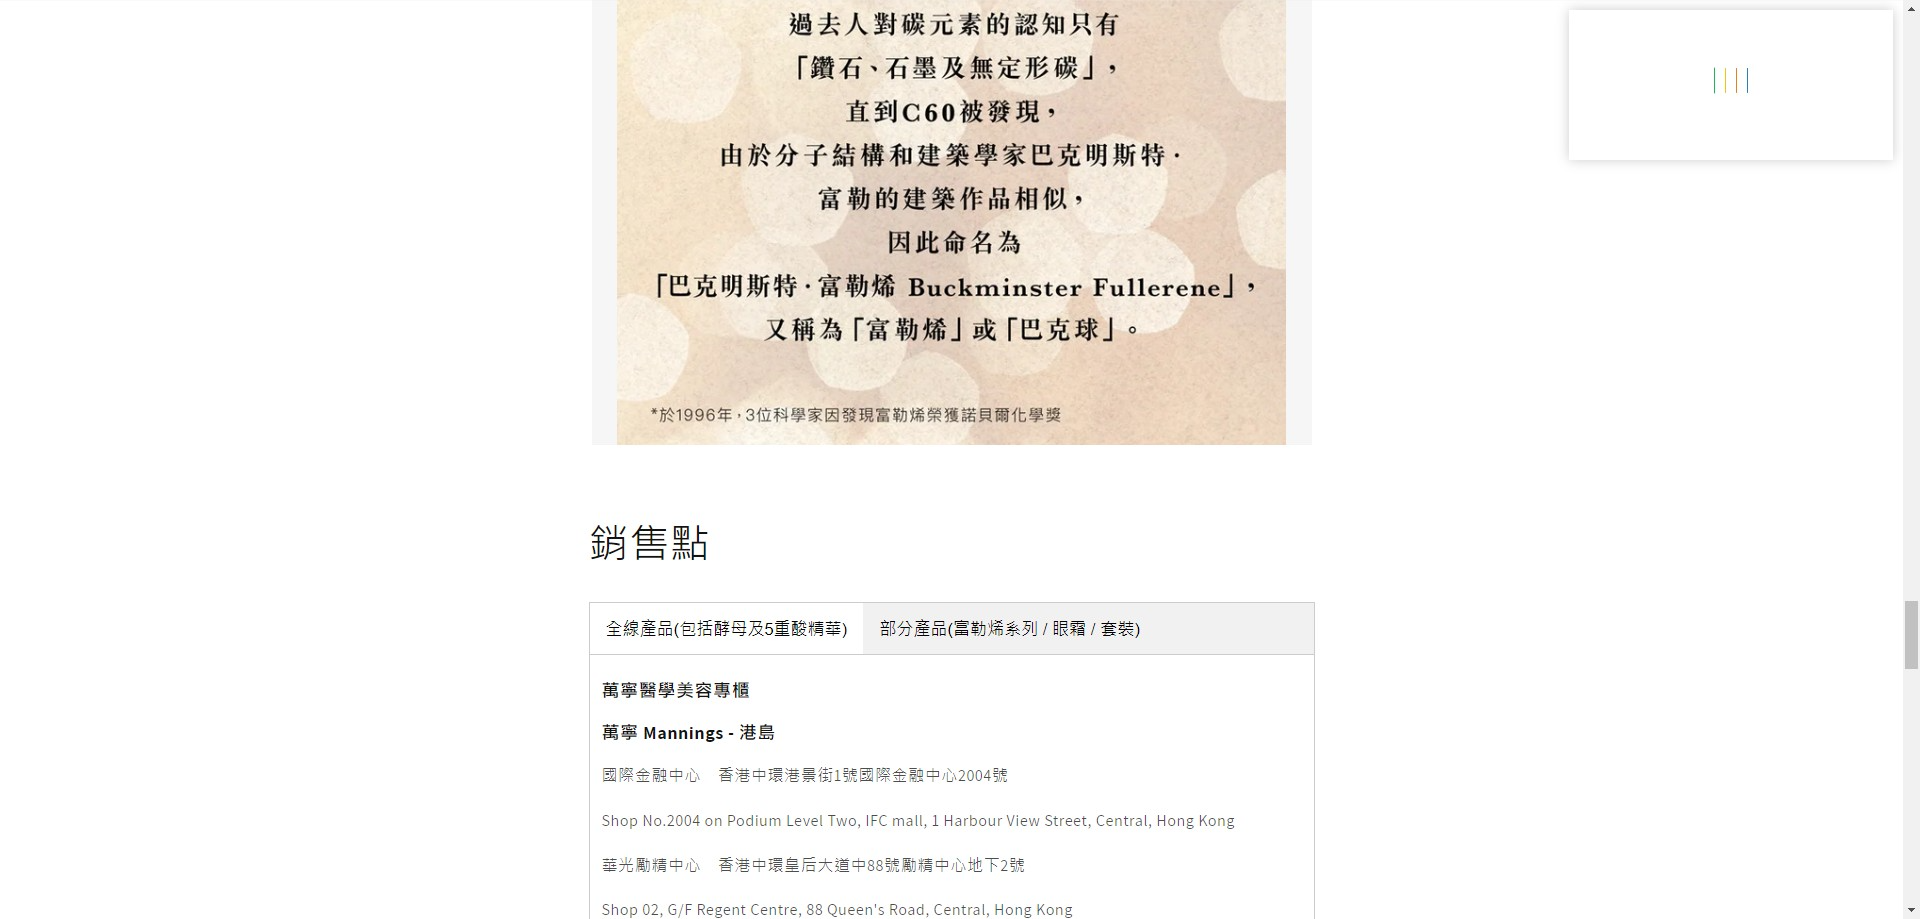 過去人對碳元素的認知只有
「鑽石、石墨及無定形碳」，
直到C60被發現，
由於分子結構和建築學家巴克明斯特·
富勒的建築作品相似，
因此命名為
「巴克明斯特·富勒烯 Buckminster Fullerene」，
又稱為「富勒烯」或「巴克球」。
*於1996年，3位科學家因發現富勒烯榮獲諾貝爾化學獎
銷售點
全線產品(包括酵母及5重酸精華)
部分產品(富勒烯系列 / 眼霜 / 套裝)
萬寧醫學美容專櫃
萬寧 Mannings - 港島
國際金融中心　香港中環港景街1號國際金融中心2004號
Shop No.2004 on Podium Level Two, IFC mall, 1 Harbour View Street, Central, Hong Kong
華光勵精中心　香港中環皇后大道中88號勵精中心地下2號
Shop 02, G/F Regent Centre, 88 Queen's Road, Central, Hong Kong